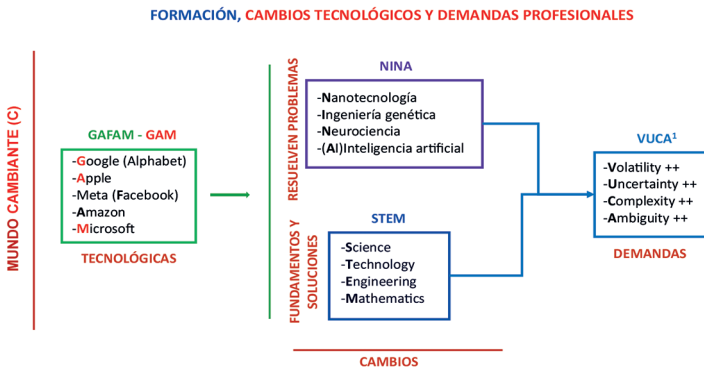 FORMACIÓN, CAMBIOS TECNOLÓGICOS Y DEMANDAS PROFESIONALES
MUNDO CAMBIANTE (C)
GAFAM - GAM
-Google (Alphabet)
-Apple
-Meta (Facebook)
-Amazon
-Microsoft
TECNOLÓGICAS
RESUELVEN PROBLEMAS
NINA
-Nanotecnología
-Ingeniería genética
-Neurociencia
-(AI)Inteligencia artificial
FUNDAMENTOS Y
SOLUCIONES
STEM
-Science
-Technology
-Engineering
-Mathematics
CAMBIOS
VUCA¹
-Volatility ++
-Uncertainty ++
-Complexity ++
-Ambiguity ++
DEMANDAS